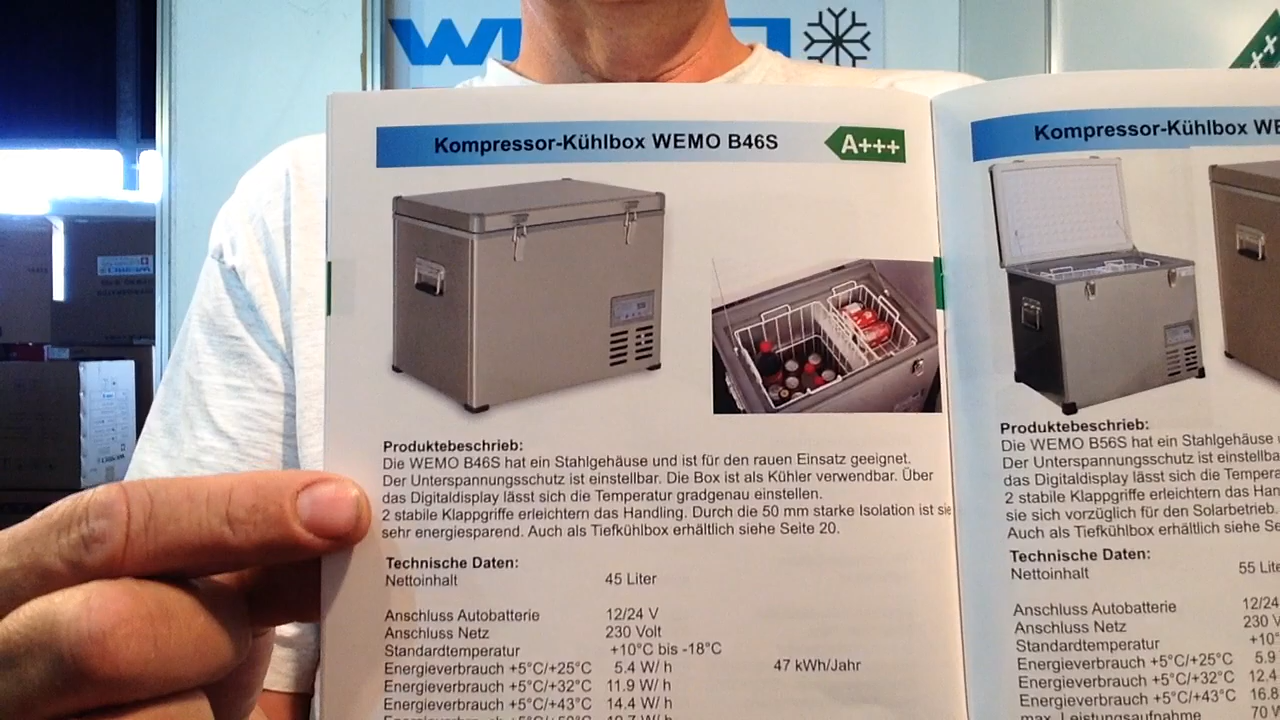 Kompressor-Kühlbox WEMO B46S
A+++
Produktebeschrieb:
Die WEMO B46S hat ein Stahlgehäuse und ist für den rauen Einsatz geeignet.
Der Unterspannungsschutz ist einstellbar. Die Box ist als Kühler verwendbar. Über
das Digitaldisplay lässt sich die Temperatur gradgenau einstellen.
2 stabile Klappgriffe erleichtern das Handling. Durch die 50 mm starke Isolation ist sie
sehr energiesparend. Auch als Tiefkühlbox erhältlich siehe Seite 20.
Technische Daten:
Nettoinhalt 45 Liter
Anschluss Autobatterie 12/24 V
Anschluss Netz 230 Volt
Standardtemperatur +10°C bis -18°C
Energieverbrauch +5°C/+25°C 5.4 W/ h 47 kWh/Jahr
Energieverbrauch +5°C/+32°C 11.9 W/ h
Energieverbrauch +5°C/+43°C 14.4 W/ h
Kompressor-Kühlbox
Produktebeschrieb:
Die WEMO B56S hat ein Stahlgehäuse
Der Unterspannungsschutz ist
das Digitaldisplay lässt sich die
2 stabile Klappgriffe erleichtern das
sie sich vorzüglich für den Solarbetrieb.
Auch als Tiefkühlbox erhältlich siehe
Technische Daten:
Nettoinhalt 55
Anschluss Autobatterie 12/24
Anschluss Netz 230
Standardtemperatur
Energieverbrauch +5°C/+25°C 5.9
Energieverbrauch +5°C/+32°C 12.4
Energieverbrauch +5°C/+43°C 16.8
max. Leistungsaufnahme 70